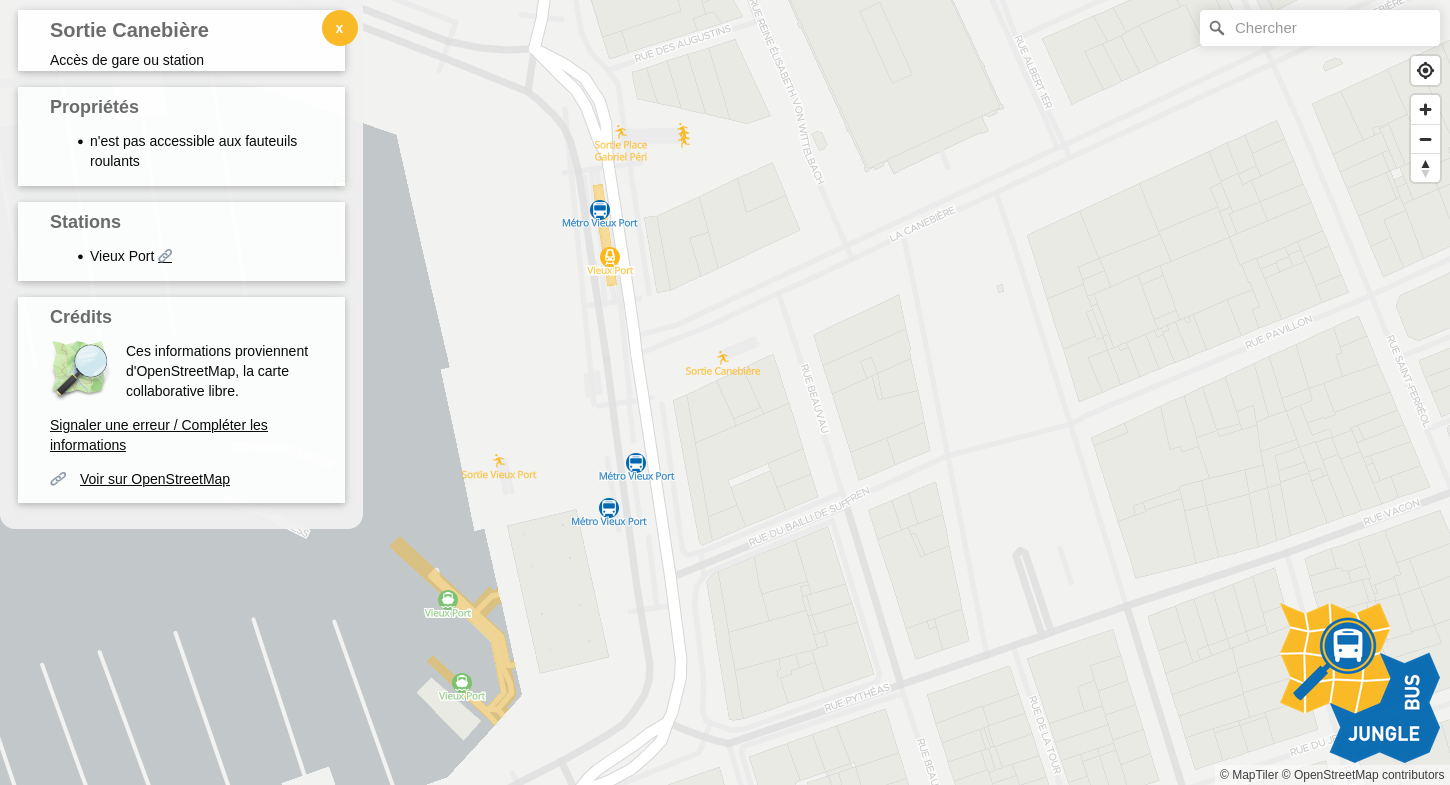 Sortie Canebière
x
Accès de gare ou station
Propriétés
n'est pas accessible aux fauteuils
roulants
Stations
Vieux Port
Crédits
Ces informations proviennent
d'OpenStreetMap, la carte
collaborative libre.
Signaler une erreur / Compléter les
informations
Voir sur OpenStreetMap
Chercher
RUE DES AUGUSTINS
RUE REINE ÉLISABETH VON WITTELBACH
RUE ALBERT 1ER
Sortie Place
Gabriel Péri
Métro Vieux Port
Vieux Port
LA CANEBIÈRE
Sortie Canebière
RUE PAVILLON
RUE SAINT-FERRÉOL
RUE BEAUVAU
Sortie Vieux Port
Métro Vieux Port
Métro Vieux Port
RUE DU BAILLI DE SUFFREN
RUE VACON
Vieux Port
Vieux Port
RUE PYTHÉAS
RUE DE LA TOUR
BUS
JUNGLE
© MapTiler © OpenStreetMap contributors